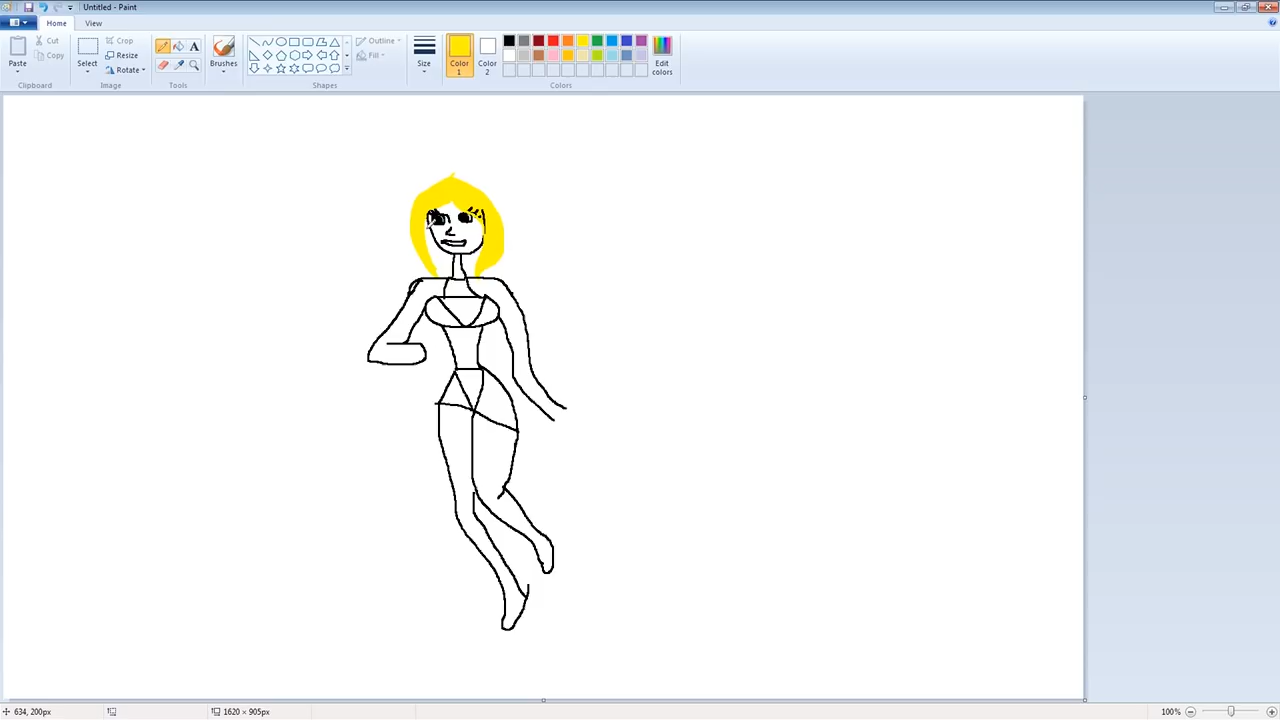 Untitled - Paint
Home View
Paste
Cut
Copy
Clipboard
Select
Crop
Resize
Rotate
Image
A
Tools
Brushes
Shapes
Outline
Fill
Size
Color 1
Color 2
Edit colors
Colors
634, 200px
1620 × 905px
100%